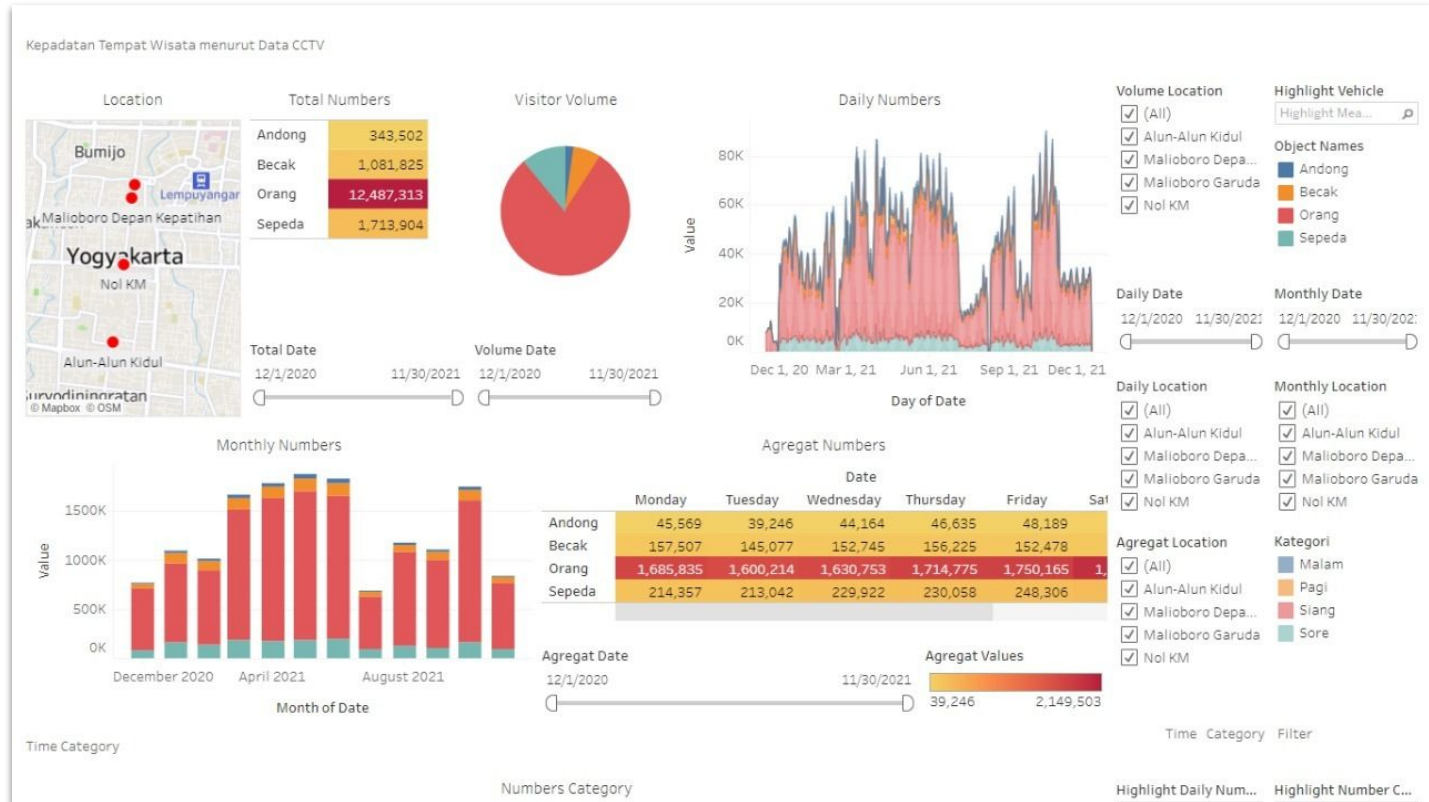 Kepadatan Tempat Wisata menurut Data CCTV
Location
Bumijo
Lempuyangar
Malioboro Depan Kepatihan
Yogyakarta
Nol KM
Alun-Alun Kidul
© Mapbox © OSM
Total Numbers
Andong 343,502
Becak 1,081,825
Orang 12,487,313
Sepeda 1,713,904
Total Date
12/1/2020 11/30/2021
Visitor Volume
Volume Date
12/1/2020 11/30/2021
Daily Numbers
Value
80K
60K
40K
20K
0K
Dec 1, 20 Mar 1, 21 Jun 1, 21 Sep 1, 21 Dec 1, 21
Day of Date
Volume Location
(All)
Alun-Alun Kidul
Malioboro Depa...
Malioboro Garuda
Nol KM
Highlight Vehicle
Highlight Mea...
Object Names
Andong
Becak
Orang
Sepeda
Daily Date
12/1/2020 11/30/202
Monthly Date
12/1/2020 11/30/202
Daily Location
(All)
Alun-Alun Kidul
Malioboro Depa...
Malioboro Garuda
Nol KM
Monthly Location
(All)
Alun-Alun Kidul
Malioboro Depa...
Malioboro Garuda
Nol KM
Monthly Numbers
Value
1500K
1000K
500K
0K
December 2020 April 2021 August 2021
Month of Date
Agregat Numbers
Date
Monday Tuesday Wednesday Thursday Friday Sat
Andong 45,569 39,246 44,164 46,635 48,189
Becak 157,507 145,077 152,745 156,225 152,478
Orang 1,685,835 1,600,214 1,630,753 1,714,775 1,750,165 1,
Sepeda 214,357 213,042 229,922 230,058 248,306
Agregat Date
12/1/2020 11/30/2021
Agregat Values
39,246 2,149,503
Agregat Location
(All)
Alun-Alun Kidul
Malioboro Depa...
Malioboro Garuda
Nol KM
Kategori
Malam
Pagi
Siang
Sore
Time Category Filter
Time Category
Numbers Category
Highlight Daily Num...
Highlight Number C...